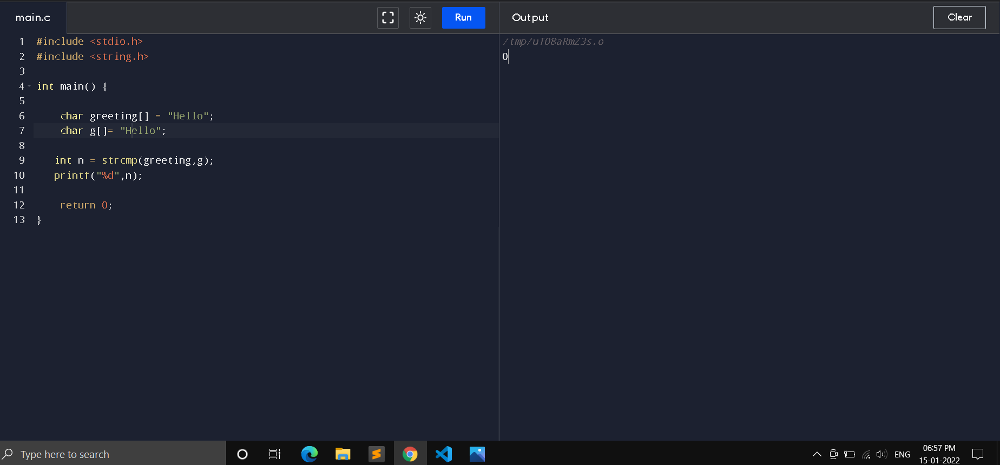 main.c
Run
Output
Clear
1 #include <stdio.h>
2 #include <string.h>
3
4 int main() {
5
6 char greeting[] = "Hello";
7 char g[]= "Hello";
8
9 int n = strcmp(greeting,g);
10 printf("%d",n);
11
12 return 0;
13 }
/tmp/uTO8aRmZ3s.o
0
Type here to search
ENG
06:57 PM
15-01-2022